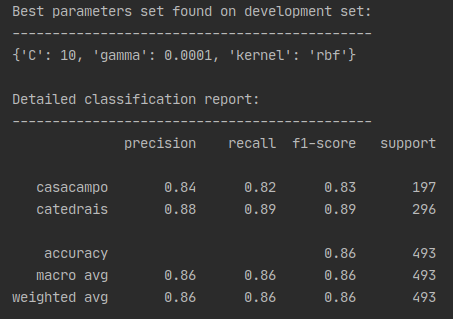 Best parameters set found on development set:
-------------------------------------------
{'C': 10, 'gamma': 0.0001, 'kernel': 'rbf'}
Detailed classification report:
-------------------------------------------
precision recall f1-score support
casacampo 0.84 0.82 0.83 197
catedrais 0.88 0.89 0.89 296
accuracy 0.86 493
macro avg 0.86 0.86 0.86 493
weighted avg 0.86 0.86 0.86 493